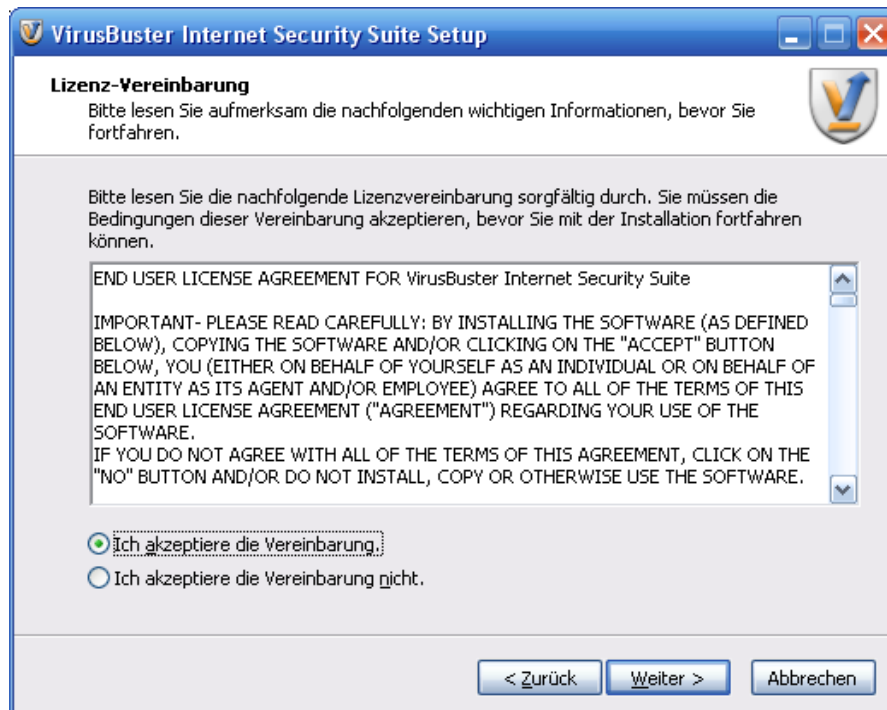 VirusBuster Internet Security Suite Setup
Lizenz-Vereinbarung
Bitte lesen Sie aufmerksam die nachfolgenden wichtigen Informationen, bevor Sie
fortfahren.
Bitte lesen Sie die nachfolgende Lizenzvereinbarung sorgfältig durch. Sie müssen die
Bedingungen dieser Vereinbarung akzeptieren, bevor Sie mit der Installation fortfahren
können.
END USER LICENSE AGREEMENT FOR VirusBuster Internet Security Suite
IMPORTANT- PLEASE READ CAREFULLY: BY INSTALLING THE SOFTWARE (AS DEFINED
BELOW), COPYING THE SOFTWARE AND/OR CLICKING ON THE "ACCEPT" BUTTON
BELOW, YOU (EITHER ON BEHALF OF YOURSELF AS AN INDIVIDUAL OR ON BEHALF OF
AN ENTITY AS ITS AGENT AND/OR EMPLOYEE) AGREE TO ALL OF THE TERMS OF THIS
END USER LICENSE AGREEMENT ("AGREEMENT") REGARDING YOUR USE OF THE
SOFTWARE.
IF YOU DO NOT AGREE WITH ALL OF THE TERMS OF THIS AGREEMENT, CLICK ON THE
"NO" BUTTON AND/OR DO NOT INSTALL, COPY OR OTHERWISE USE THE SOFTWARE.
Ich akzeptiere die Vereinbarung.
Ich akzeptiere die Vereinbarung nicht.
< Zurück
Weiter >
Abbrechen